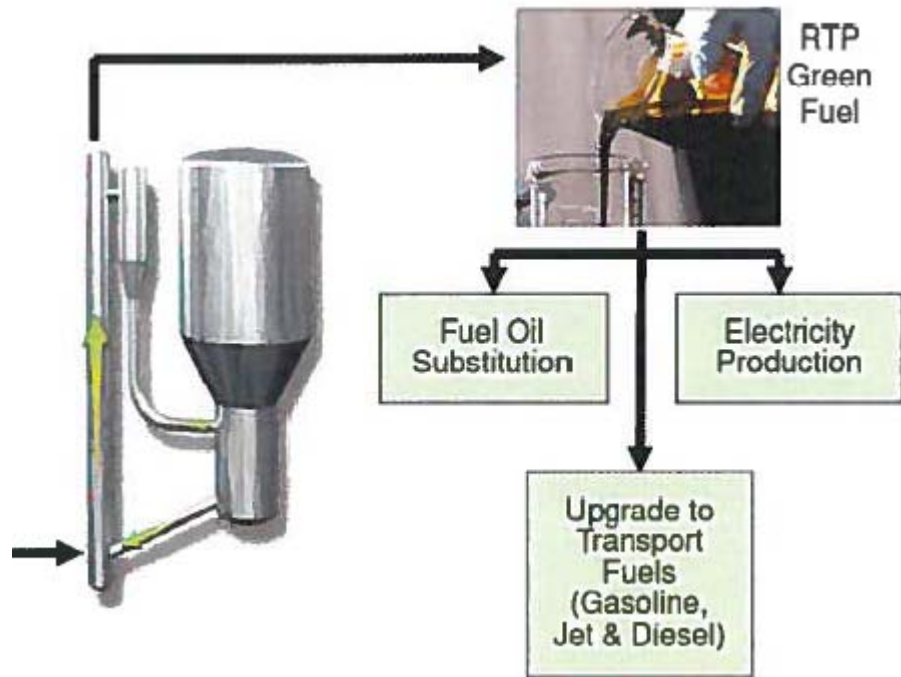 RTP
Green
Fuel
Fuel Oil
Substitution
Electricity
Production
Upgrade to
Transport
Fuels
(Gasoline,
Jet & Diesel)